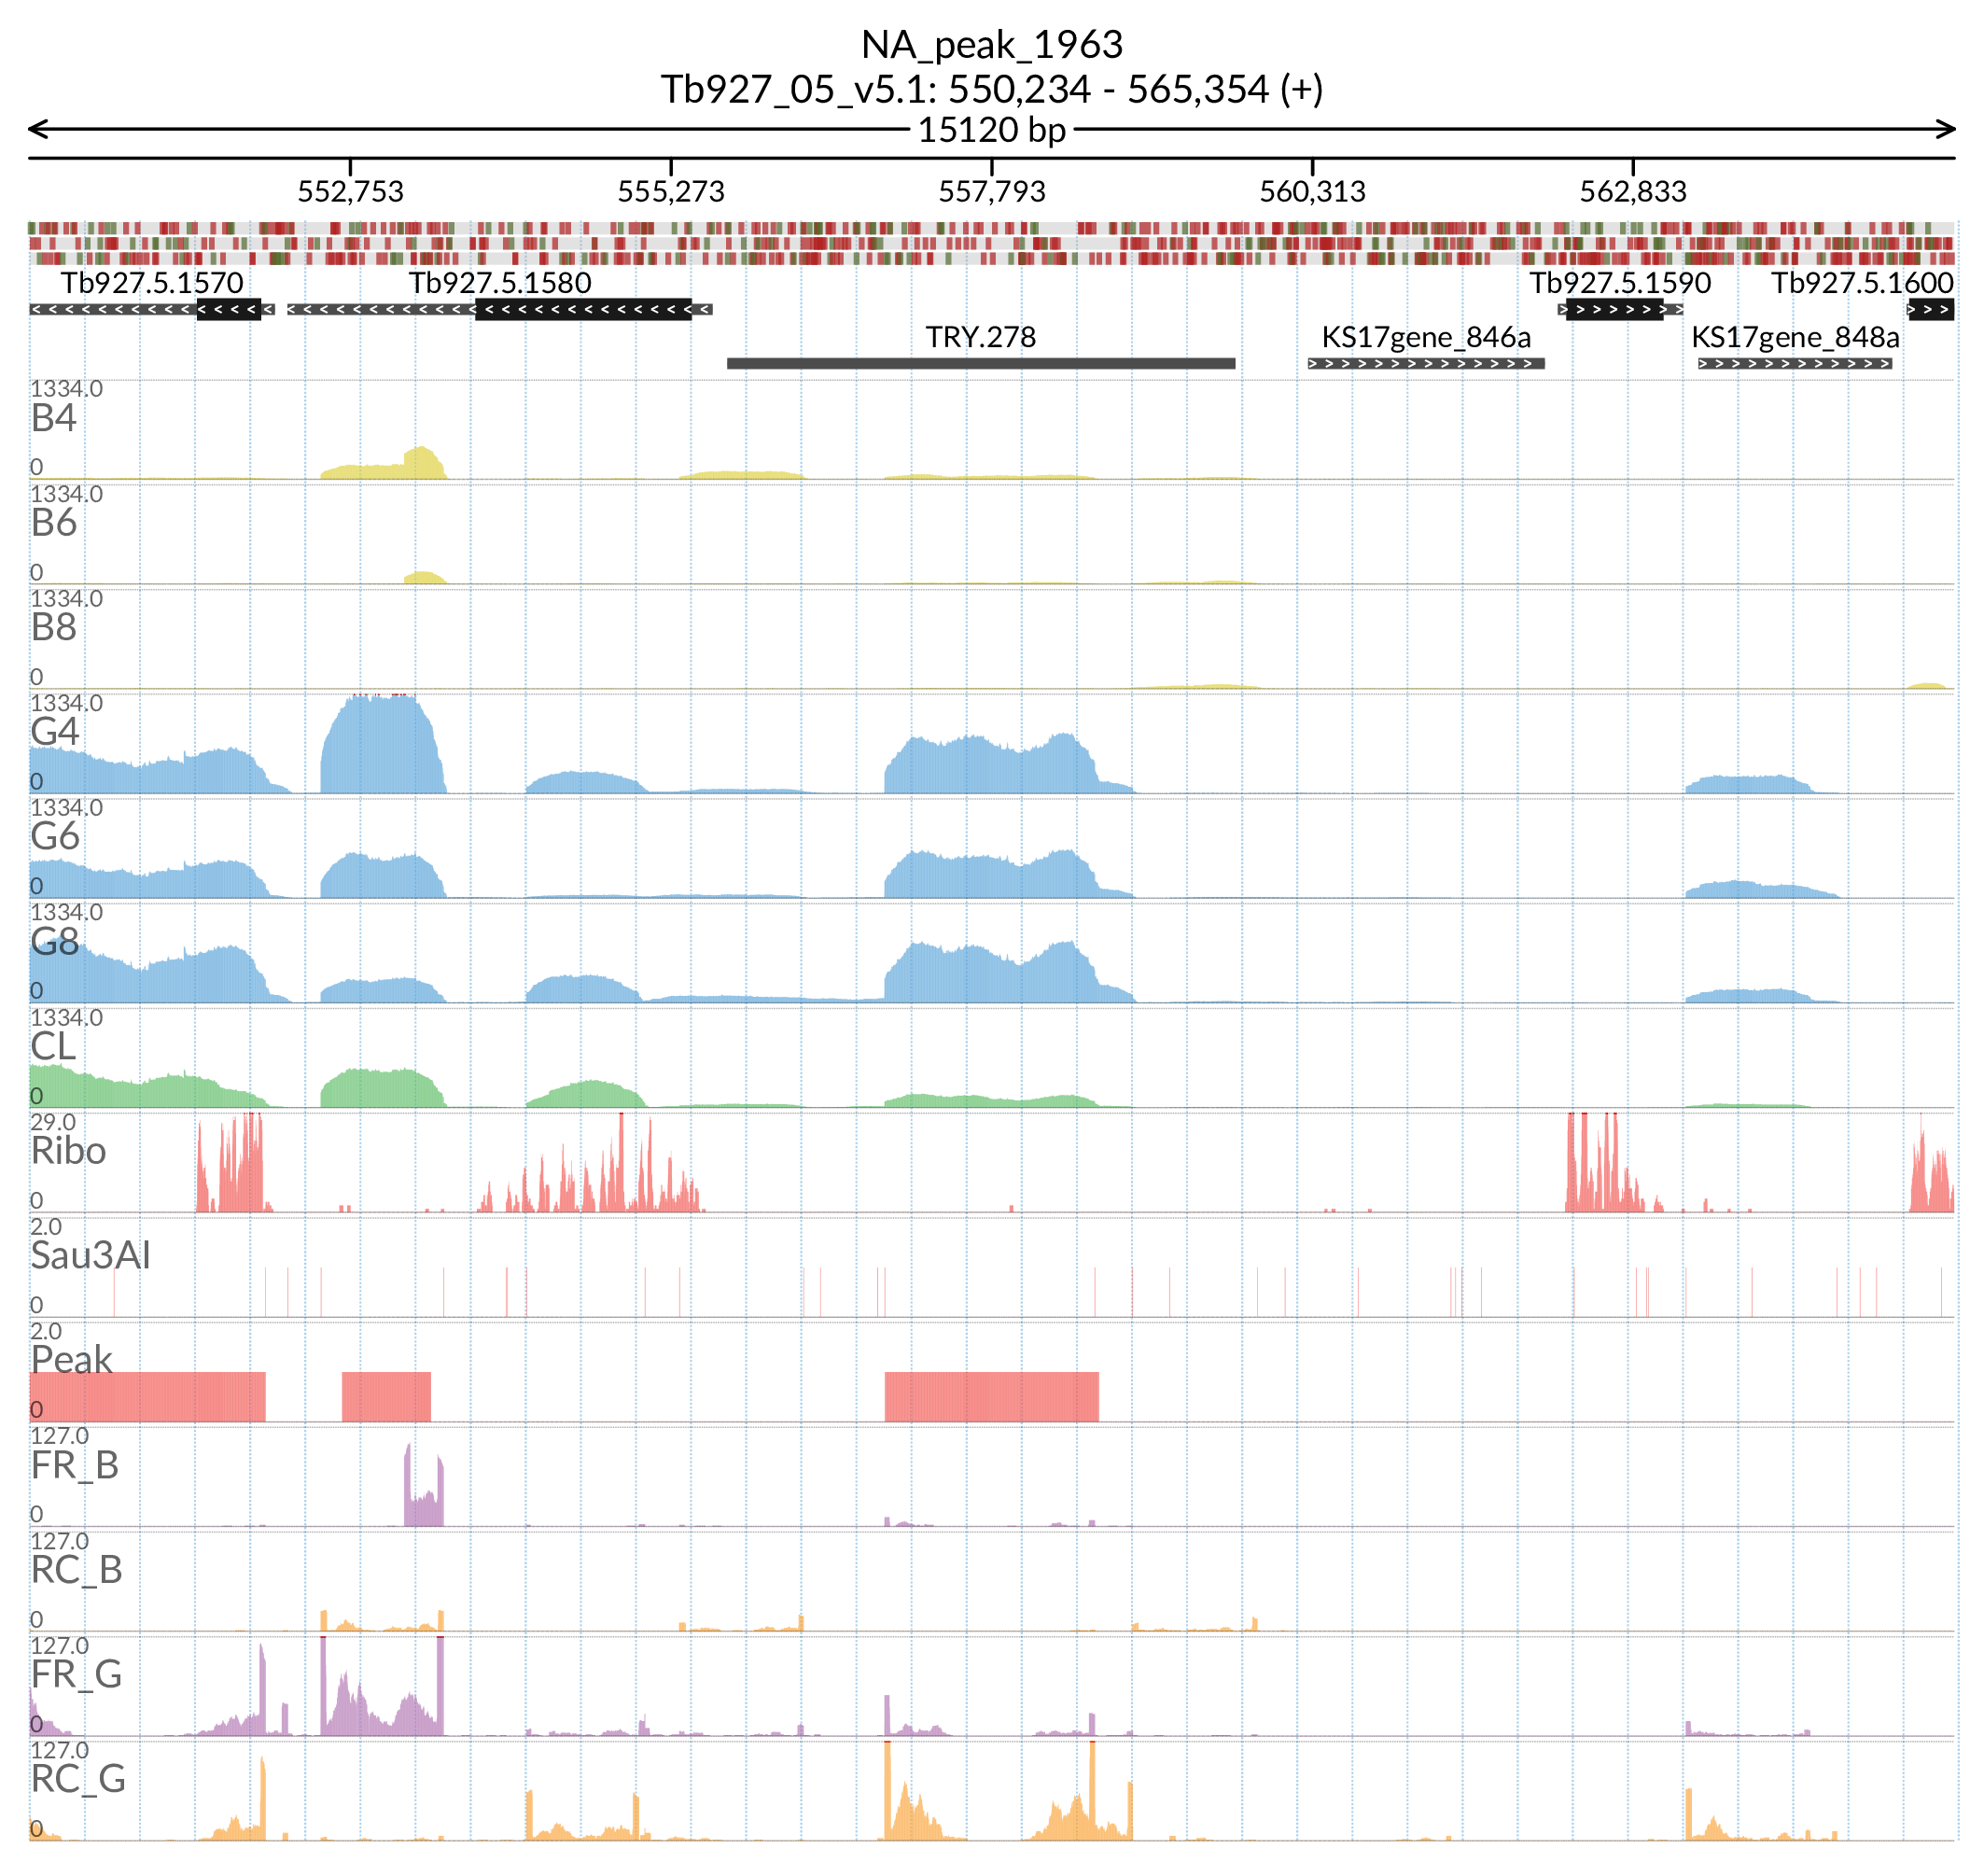 NA_peak_1963
Tb927_05_v5.1: 550,234 - 565,354 (+)
15120 bp
552,753 555,273 557,793 560,313 562,833
Tb927.5.1570 Tb927.5.1580 Tb927.5.1590 Tb927.5.1600
TRY.278 KS17gene_846a KS17gene_848a
1334.0
B4
0
1334.0
B6
0
1334.0
B8
0
1334.0
G4
0
1334.0
G6
0
1334.0
G8
0
1334.0
CL
0
29.0
Ribo
0
2.0
Sau3AI
0
2.0
Peak
0
127.0
FR_B
0
127.0
RC_B
0
127.0
FR_G
0
127.0
RC_G
0